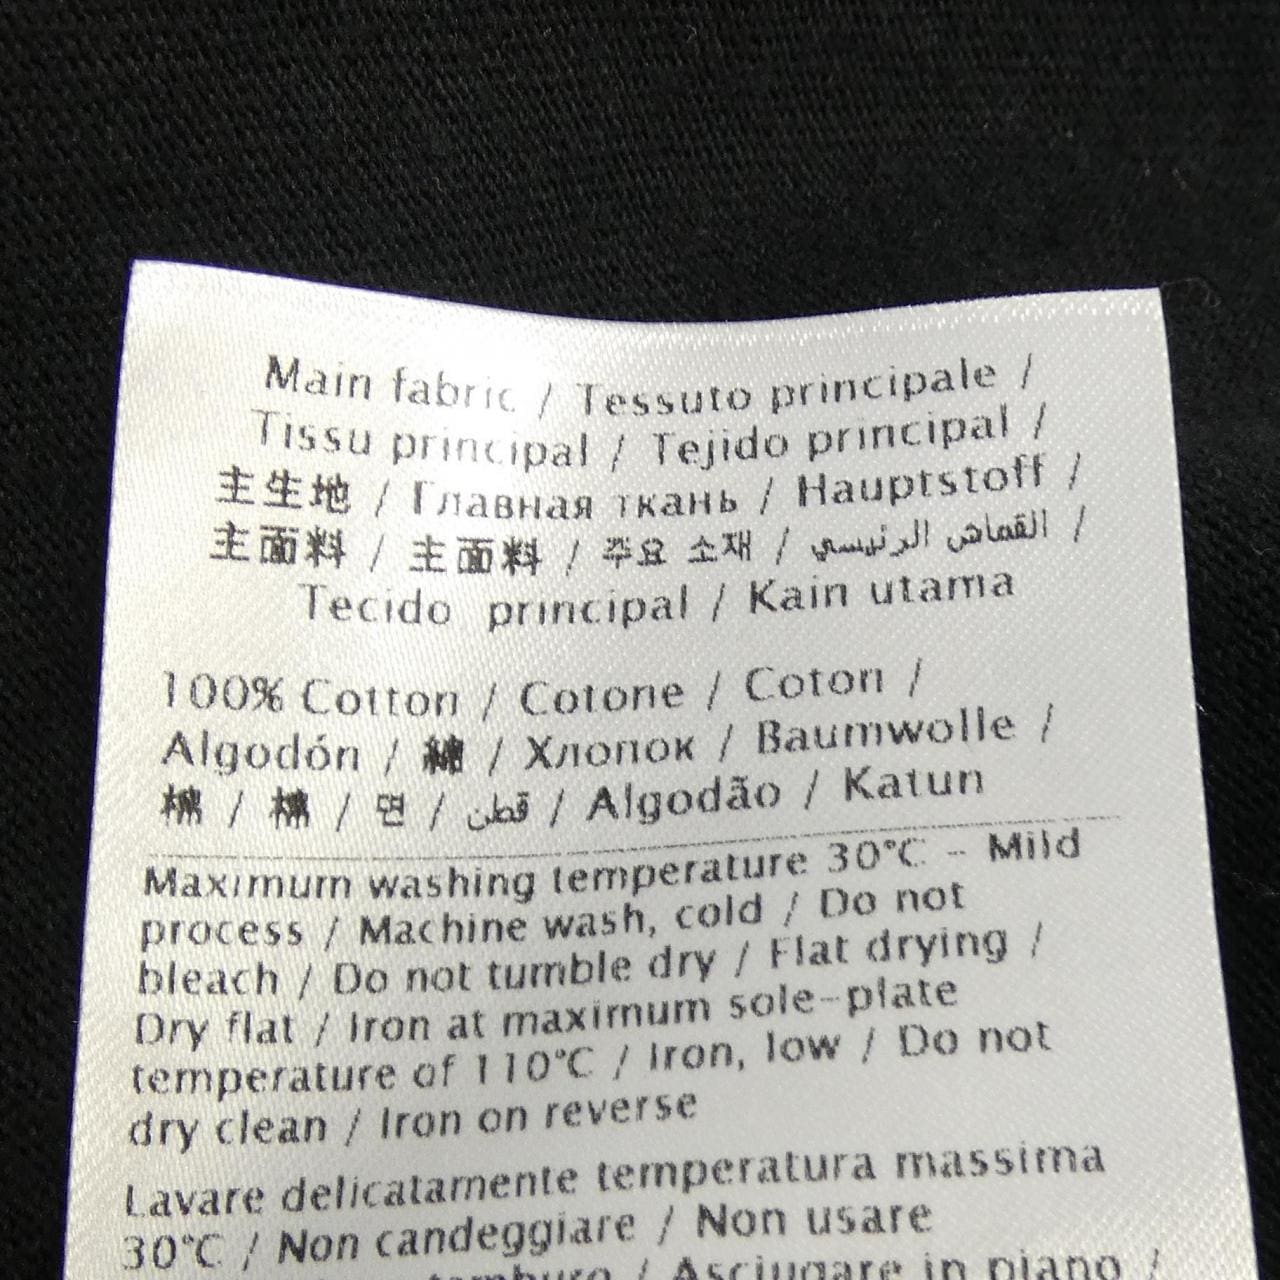 Main fabric / Tessuto principale /
Tissu principal / Tejido principal /
主生地 / Главная ткань / Hauptstoff /
主面料 / 主面料 / 주요 소재 / القماش الرئيسي /
Tecido principal / Kain utama
100% Cotton / Cotone / Coton /
Algodón / 綿 / Хлопок / Baumwolle /
棉 / 棉 / 면 / قطن / Algodão / Katun
Maximum washing temperature 30°C - Mild
process / Machine wash, cold / Do not
bleach / Do not tumble dry / Flat drying /
Dry flat / Iron at maximum sole-plate
temperature of 110°C / Iron, low / Do not
dry clean / Iron on reverse
Lavare delicatamente temperatura massima
30°C / Non candeggiare / Non usare
tamburo / Asciugare in piano /